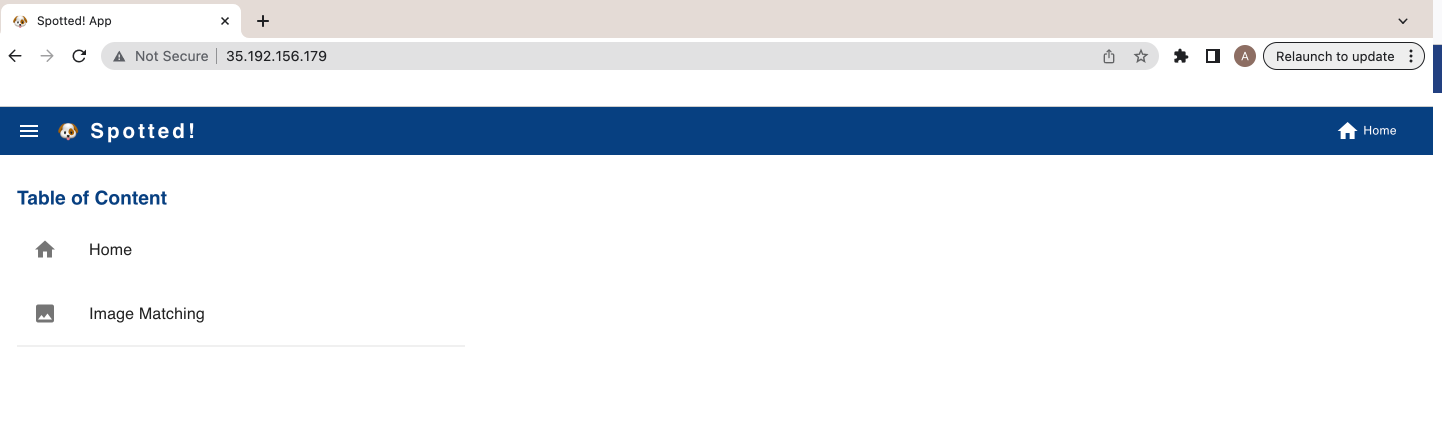 Spotted! App
Not Secure 35.192.156.179
A
Relaunch to update
Spotted!
Home
Table of Content
Home
Image Matching